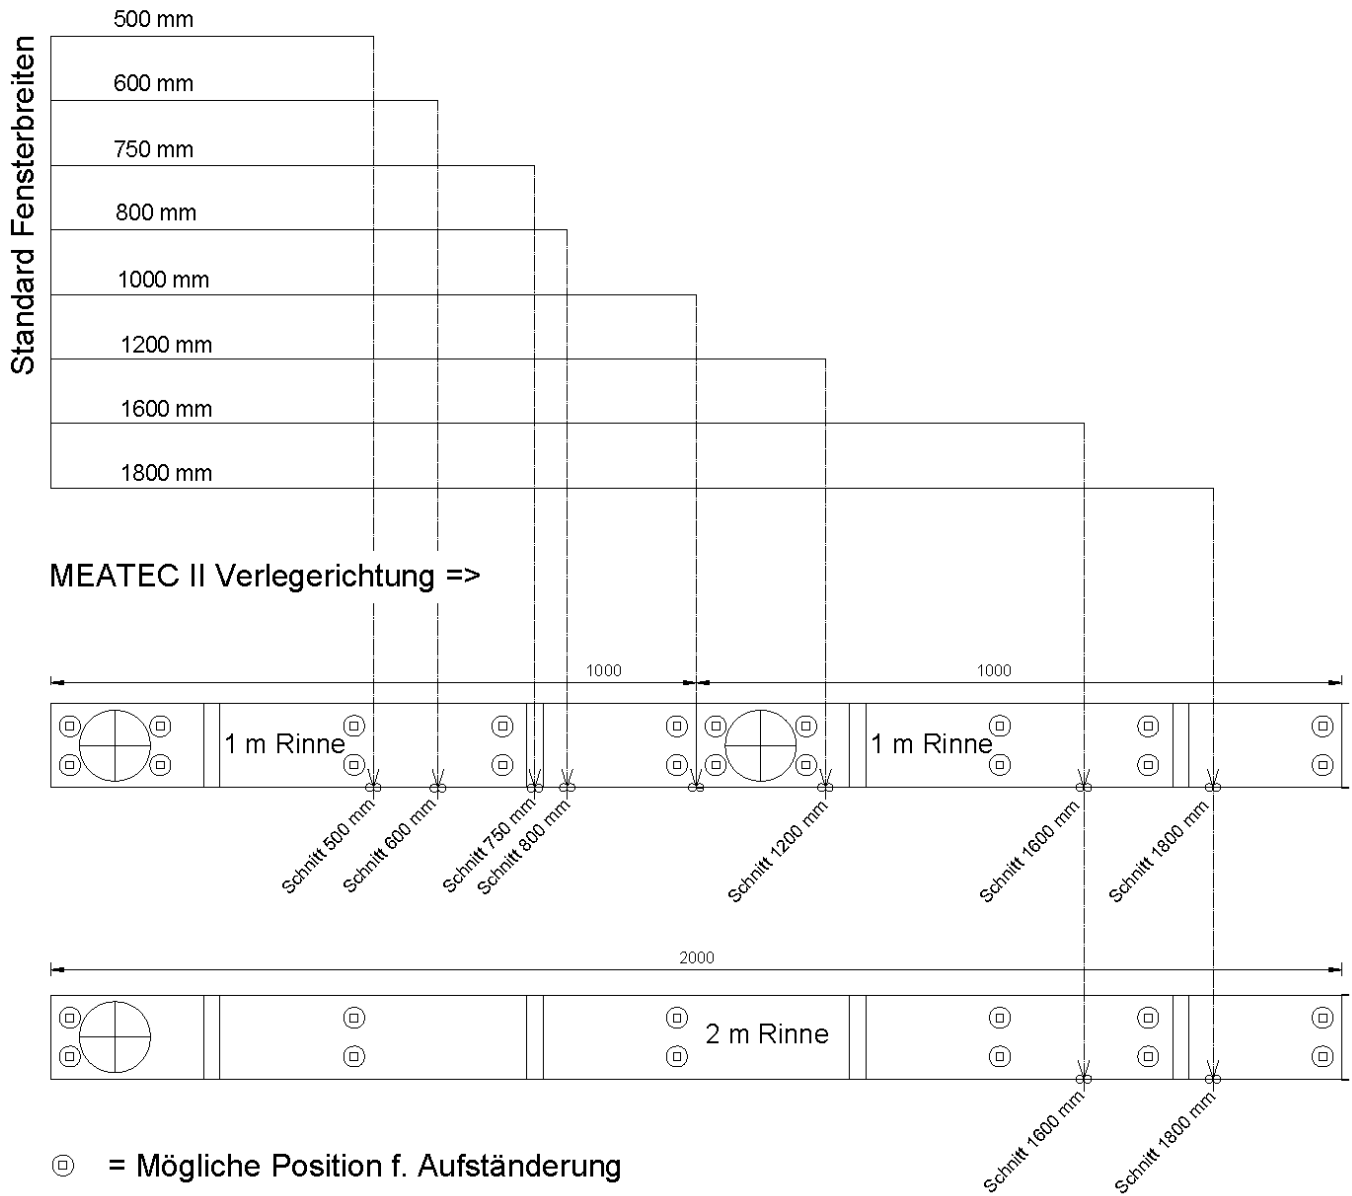 Standard Fensterbreiten
500 mm
600 mm
750 mm
800 mm
1000 mm
1200 mm
1600 mm
1800 mm
MEATEC II Verlegerichtung =>
1000
1000
1 m Rinne
1 m Rinne
Schnitt 500 mm
Schnitt 600 mm
Schnitt 750 mm
Schnitt 800 mm
Schnitt 1200 mm
Schnitt 1600 mm
Schnitt 1800 mm
2000
2 m Rinne
Schnitt 1600 mm
Schnitt 1800 mm
= Mögliche Position f. Aufständerung